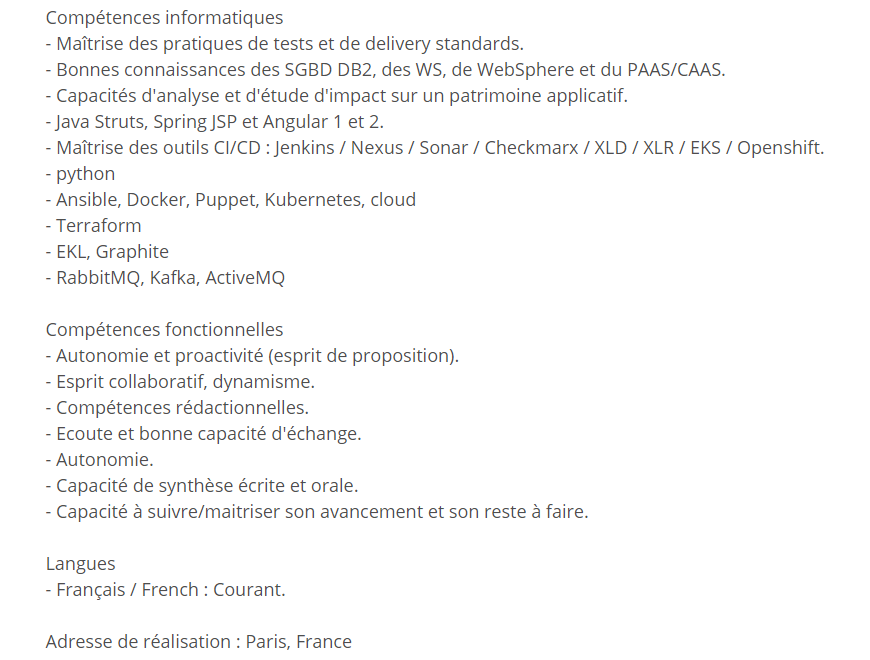 Compétences informatiques
- Maîtrise des pratiques de tests et de delivery standards.
- Bonnes connaissances des SGBD DB2, des WS, de WebSphere et du PAAS/CAAS.
- Capacités d'analyse et d'étude d'impact sur un patrimoine applicatif.
- Java Struts, Spring JSP et Angular 1 et 2.
- Maîtrise des outils CI/CD : Jenkins / Nexus / Sonar / Checkmarx / XLD / XLR / EKS / Openshift.
- python
- Ansible, Docker, Puppet, Kubernetes, cloud
- Terraform
- EKL, Graphite
- RabbitMQ, Kafka, ActiveMQ
Compétences fonctionnelles
- Autonomie et proactivité (esprit de proposition).
- Esprit collaboratif, dynamisme.
- Compétences rédactionnelles.
- Ecoute et bonne capacité d'échange.
- Autonomie.
- Capacité de synthèse écrite et orale.
- Capacité à suivre/maitriser son avancement et son reste à faire.
Langues
- Français / French : Courant.
Adresse de réalisation : Paris, France